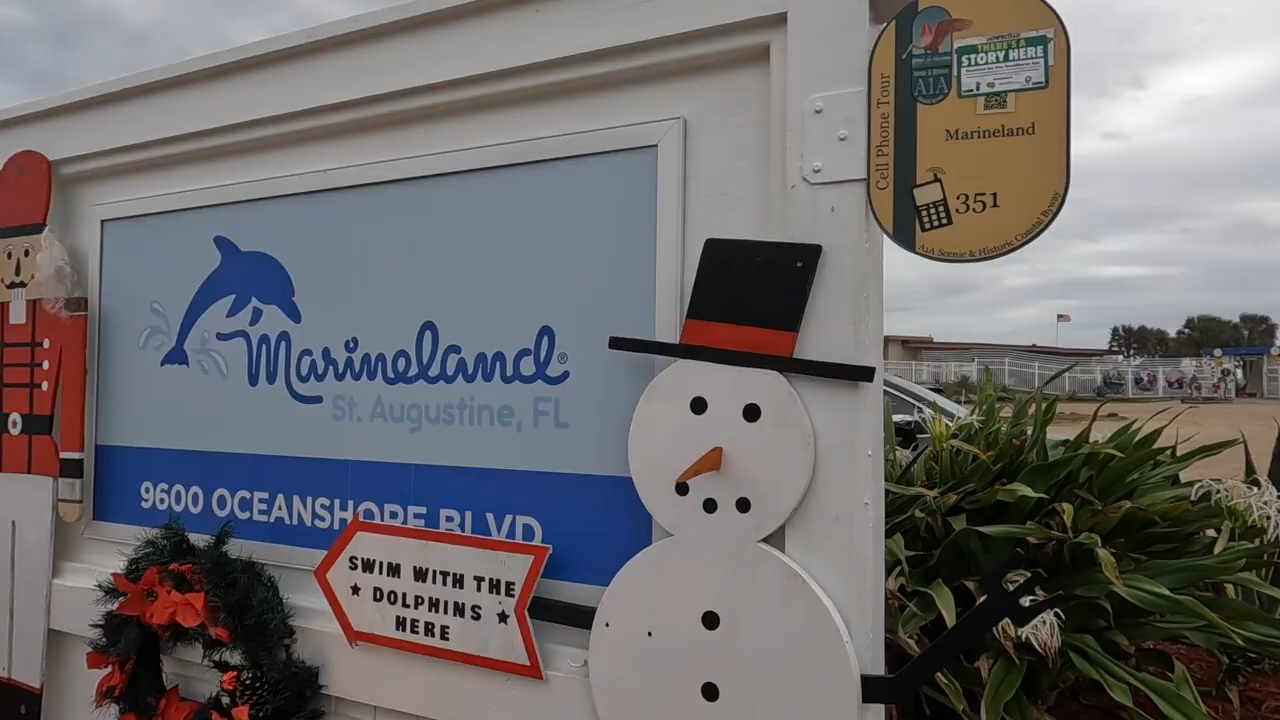 Marineland®
St. Augustine, FL
9600 OCEANSHORE BLVD
SWIM WITH THE
DOLPHINS
HERE
Cell Phone Tour
A1A
DOWNLOAD
THERE'S A
STORY HERE
Marineland
351
A1A Scenic & Historic Coastal Byway